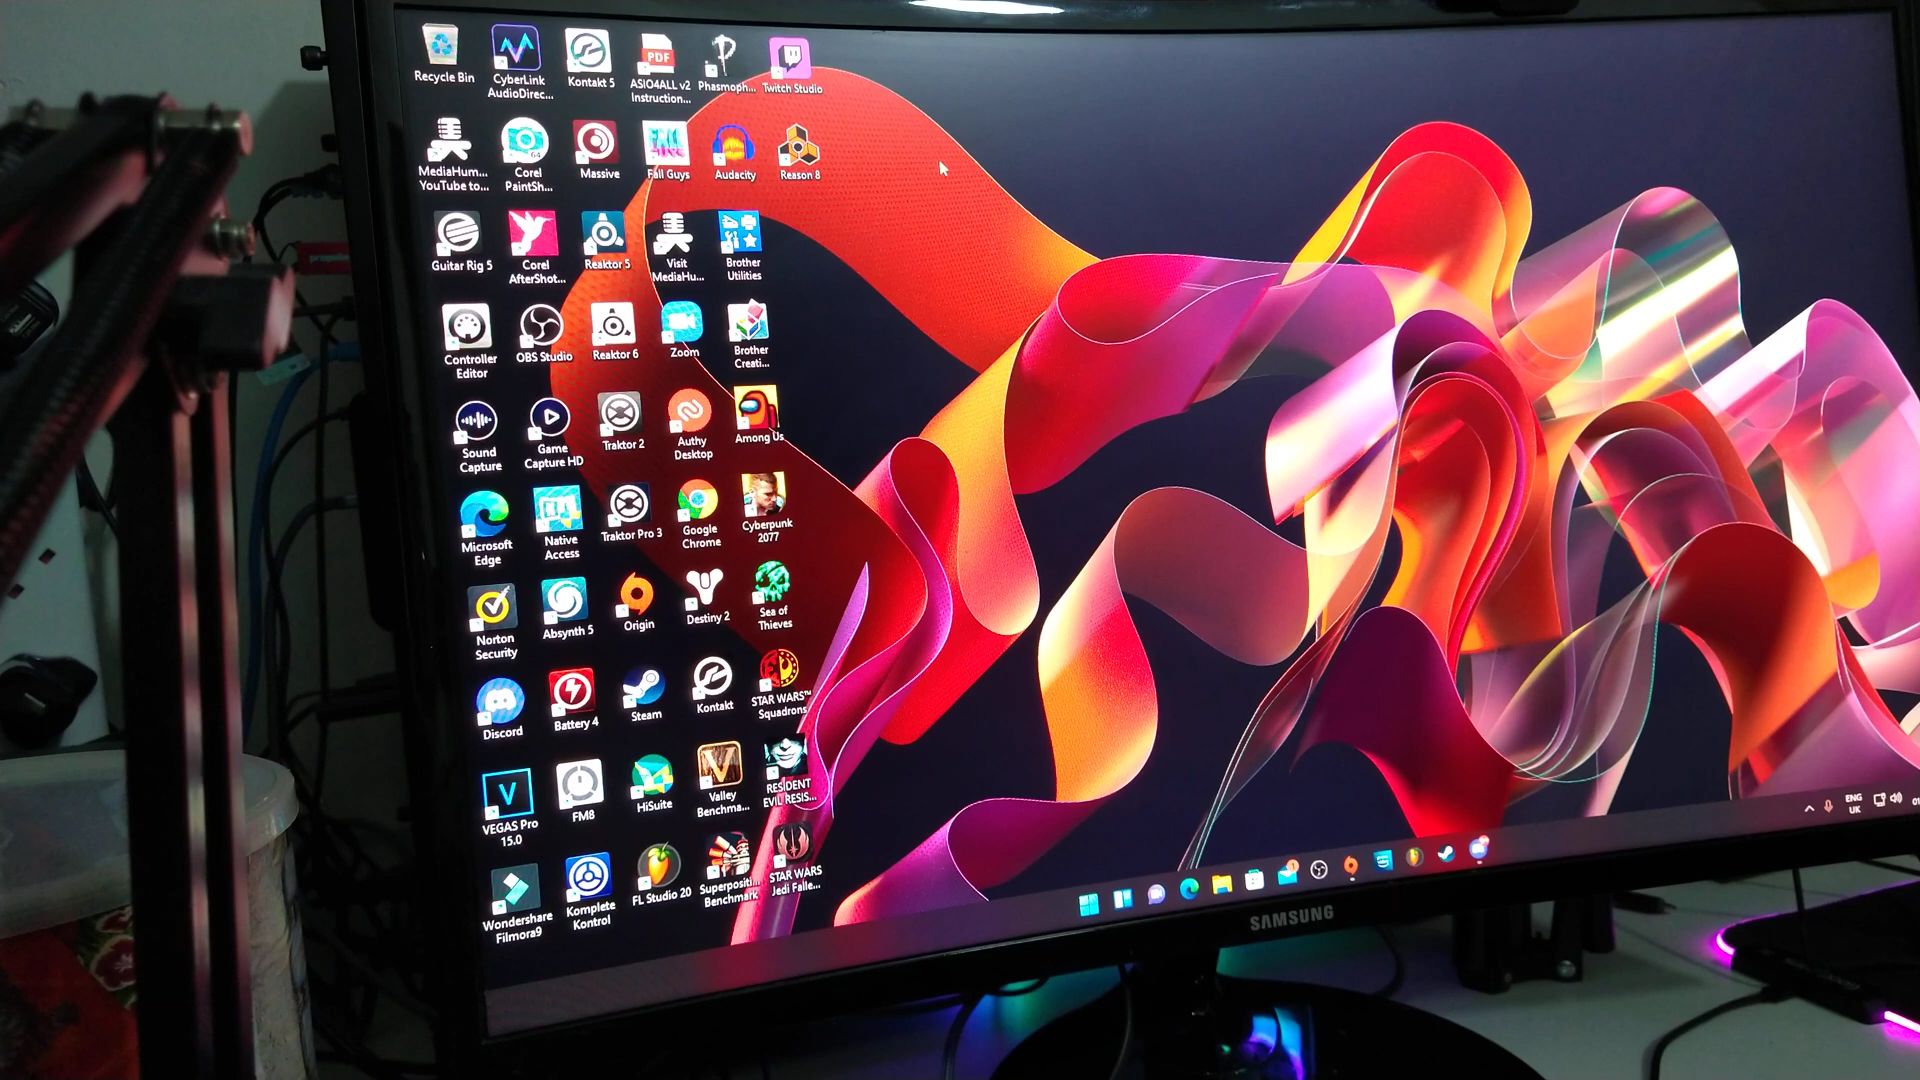 Recycle Bin
CyberLink
AudioDirec...
Kontakt 5
PDF
ASIO4ALL v2
Instruction...
Phasmoph...
Twitch Studio
MediaHum...
YouTube to...
64
Corel
PaintSh...
Massive
FALL
Fall Guys
Audacity
Reason 8
Guitar Rig 5
Corel
AfterShot...
Reaktor 5
Visit
MediaHu...
Brother
Utilities
Controller
Editor
OBS Studio
Reaktor 6
Zoom
Brother
Creati...
Sound
Capture
Game
Capture HD
Traktor 2
Authy
Desktop
Among Us
Microsoft
Edge
Native
Access
Traktor Pro 3
Google
Chrome
Cyberpunk
2077
Norton
Security
Absynth 5
Origin
Destiny 2
Sea of
Thieves
Discord
Battery 4
Steam
Kontakt
STAR WARS™
Squadrons
V
VEGAS Pro
15.0
FM8
HiSuite
V
Valley
Benchma...
RESIDENT
EVIL RESIS...
Wondershare
Filmora9
Komplete
Kontrol
FL Studio 20
Superpositi...
Benchmark
STAR WARS
Jedi Falle...
ENG
UK
SAMSUNG